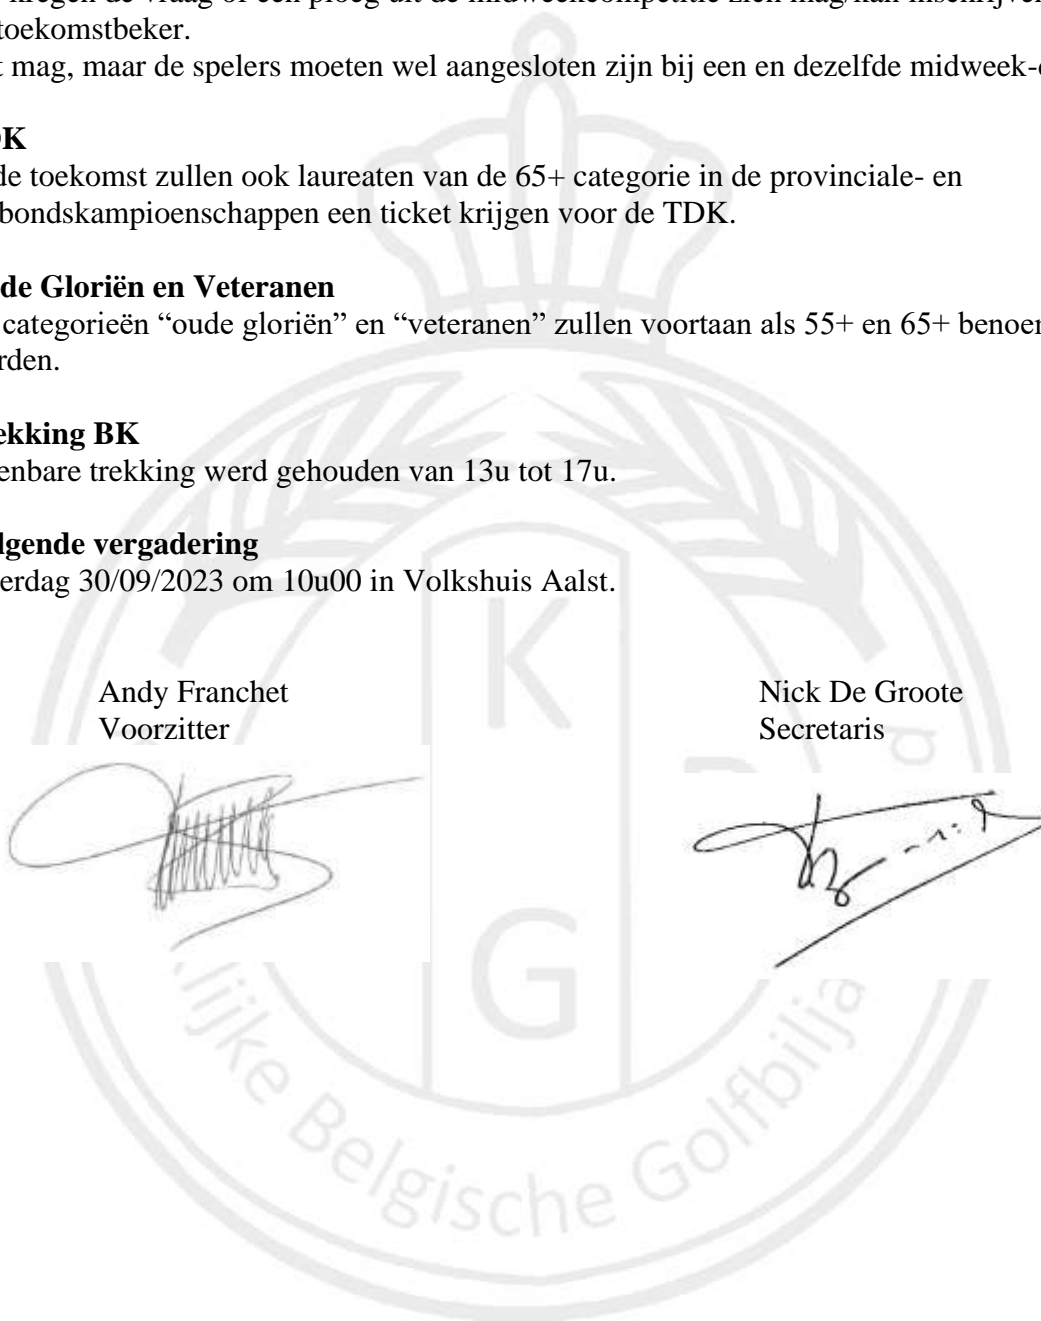 kregen de vraag of een ploeg uit de midweekcompetitie zich mag/kan inschrijven
toekomstbeker.
t mag, maar de spelers moeten wel aangesloten zijn bij een en dezelfde midweek-
DK
de toekomst zullen ook laureaten van de 65+ categorie in de provinciale- en
bondskampioenschappen een ticket krijgen voor de TDK.
de Gloriën en Veteranen
categorieën “oude gloriën” en “veteranen” zullen voortaan als 55+ en 65+ benoem
rden.
ekking BK
enbare trekking werd gehouden van 13u tot 17u.
lgende vergadering
erdag 30/09/2023 om 10u00 in Volkshuis Aalst.
Andy Franchet Nick De Groote
Voorzitter Secretaris
K
B
G
lijke Belgische Golfbilja
d